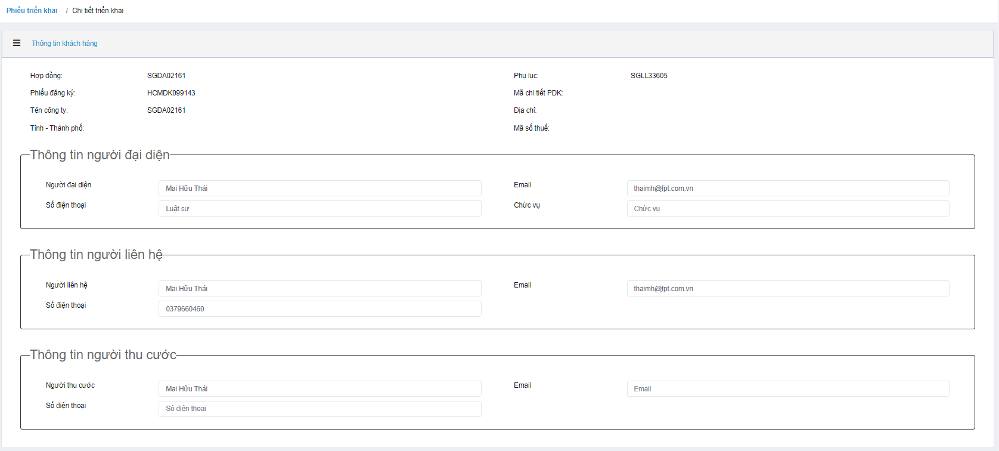 Phiếu triển khai / Chi tiết triển khai
Thông tin khách hàng
Hợp đồng: SGDA02161 Phụ lục: SGLL33605
Phiếu đăng ký: HCMDK099143 Mã chi tiết PDK:
Tên công ty: SGDA02161 Địa chỉ:
Tỉnh - Thành phố: Mã số thuế:
Thông tin người đại diện
Người đại diện Mai Hữu Thái Email thaimh@fpt.com.vn
Số điện thoại Luật sư Chức vụ Chức vụ
Thông tin người liên hệ
Người liên hệ Mai Hữu Thái Email thaimh@fpt.com.vn
Số điện thoại 0379660460
Thông tin người thu cước
Người thu cước Mai Hữu Thái Email Email
Số điện thoại Sô điện thoại